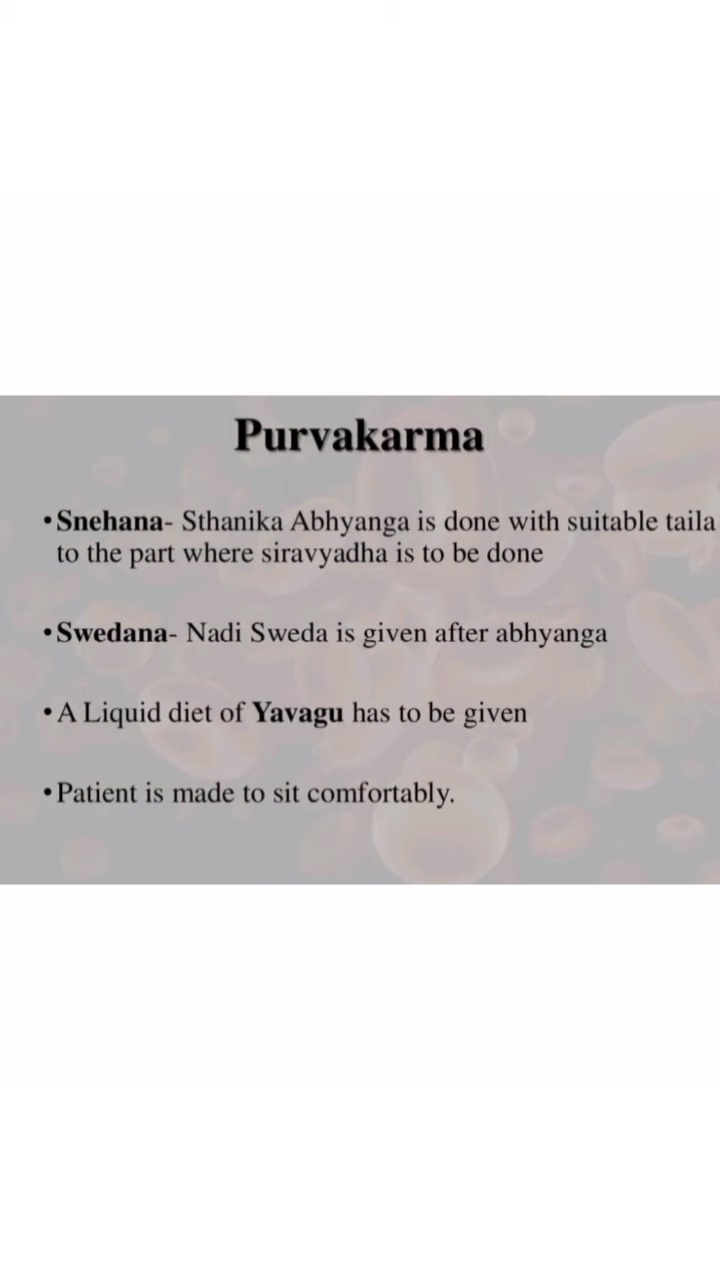 Purvakarma
•Snehana- Sthanika Abhyanga is done with suitable taila
to the part where siravyadha is to be done
•Swedana- Nadi Sweda is given after abhyanga
•A Liquid diet of Yavagu has to be given
•Patient is made to sit comfortably.